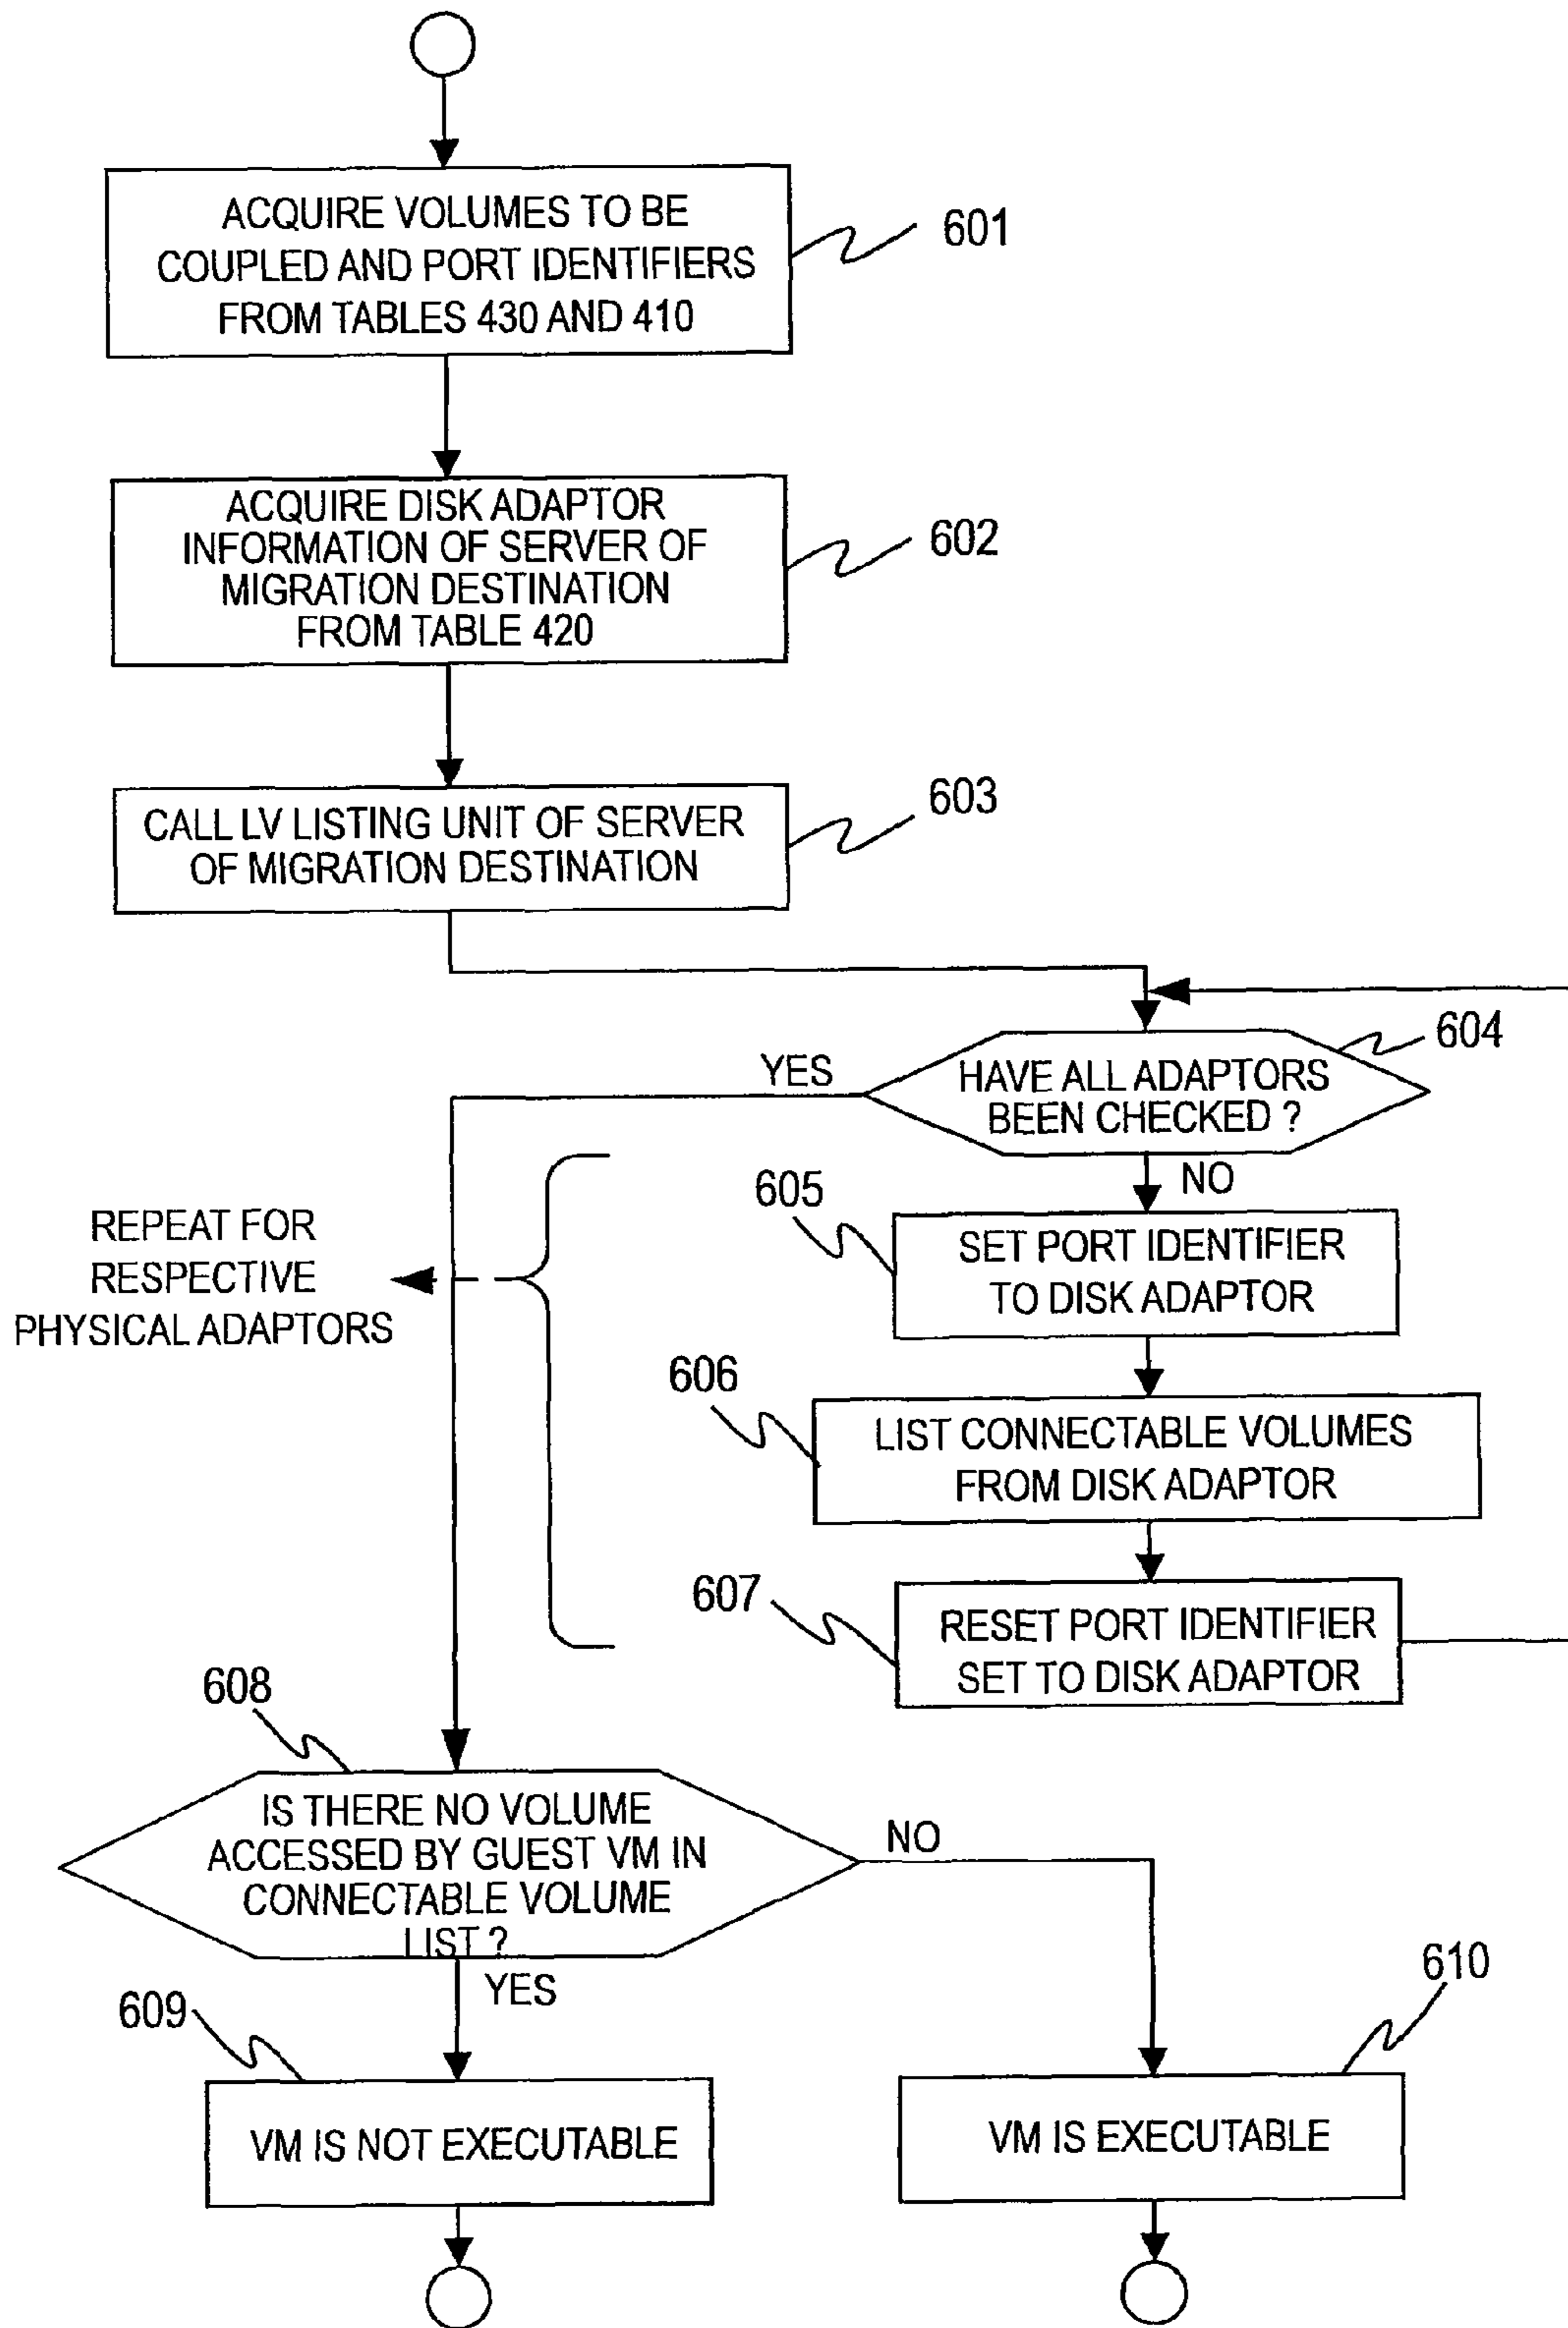 ACQUIRE VOLUMES TO BE
COUPLED AND PORT IDENTIFIERS
FROM TABLES 430 AND 410
601
ACQUIRE DISK ADAPTOR
INFORMATION OF SERVER OF
MIGRATION DESTINATION
FROM TABLE 420
602
CALL LV LISTING UNIT OF SERVER
OF MIGRATION DESTINATION
603
604
HAVE ALL ADAPTORS
BEEN CHECKED ?
YES
NO
605
SET PORT IDENTIFIER
TO DISK ADAPTOR
REPEAT FOR
RESPECTIVE
PHYSICAL ADAPTORS
606
LIST CONNECTABLE VOLUMES
FROM DISK ADAPTOR
607
RESET PORT IDENTIFIER
SET TO DISK ADAPTOR
608
IS THERE NO VOLUME
ACCESSED BY GUEST VM IN
CONNECTABLE VOLUME
LIST ?
NO
YES
609
VM IS NOT EXECUTABLE
610
VM IS EXECUTABLE